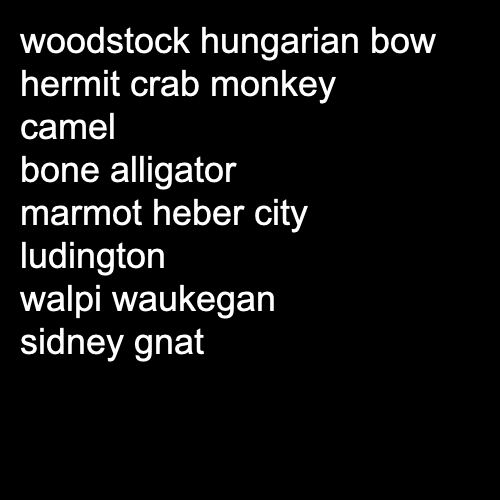 woodstock hungarian bow
hermit crab monkey
camel
bone alligator
marmot heber city
ludington
walpi waukegan
sidney gnat